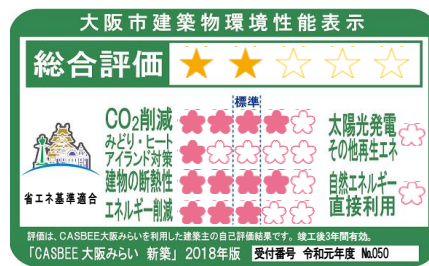 大阪市建築物環境性能表示
総合評価
標準
CO₂削減
みどり・ヒート
アイランド対策
建物の断熱性
エネルギー削減
太陽光発電
その他再生エネ
自然エネルギー
直接利用
省エネ基準適合
評価は、CASBEE大阪みらいを利用した建築主の自己評価結果です。竣工後3年間有効。
「CASBEE大阪みらい 新築」2018年版 受付番号 令和元年度 №050